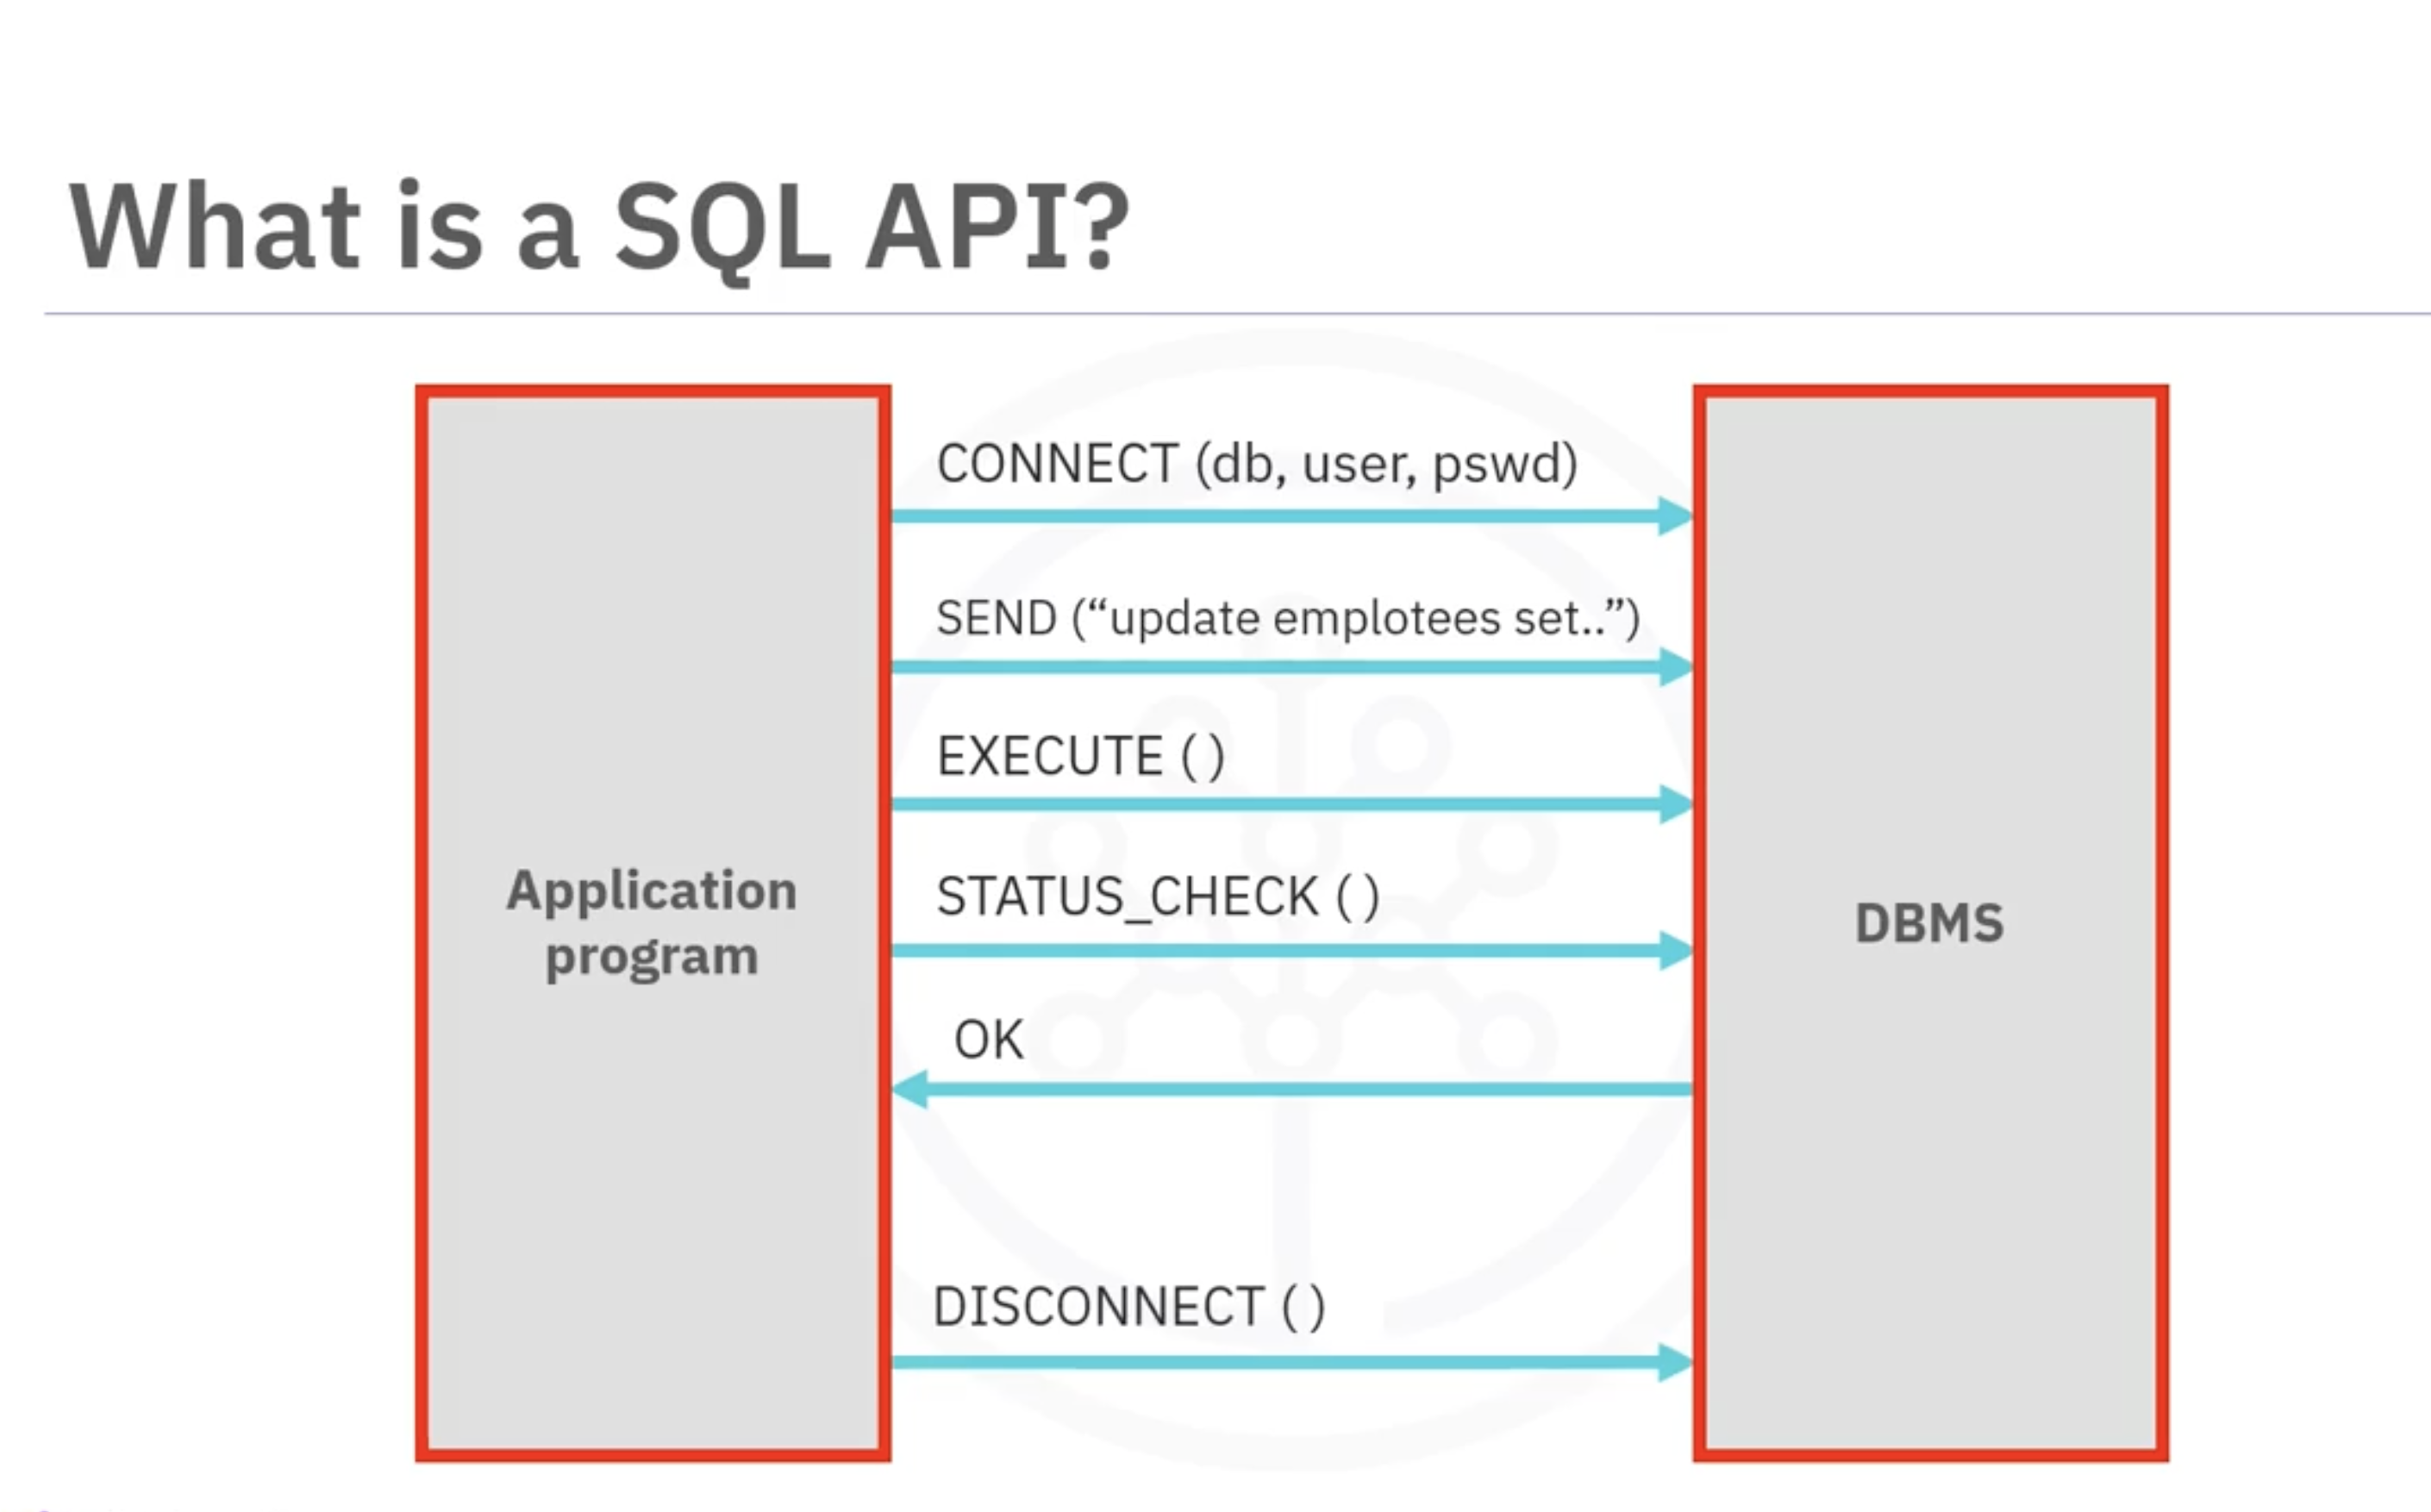 What is a SQL API?
CONNECT (db, user, pswd)
SEND (“update emplotees set..”)
EXECUTE ( )
STATUS_CHECK ( )
Application
program
DBMS
OK
DISCONNECT ( )